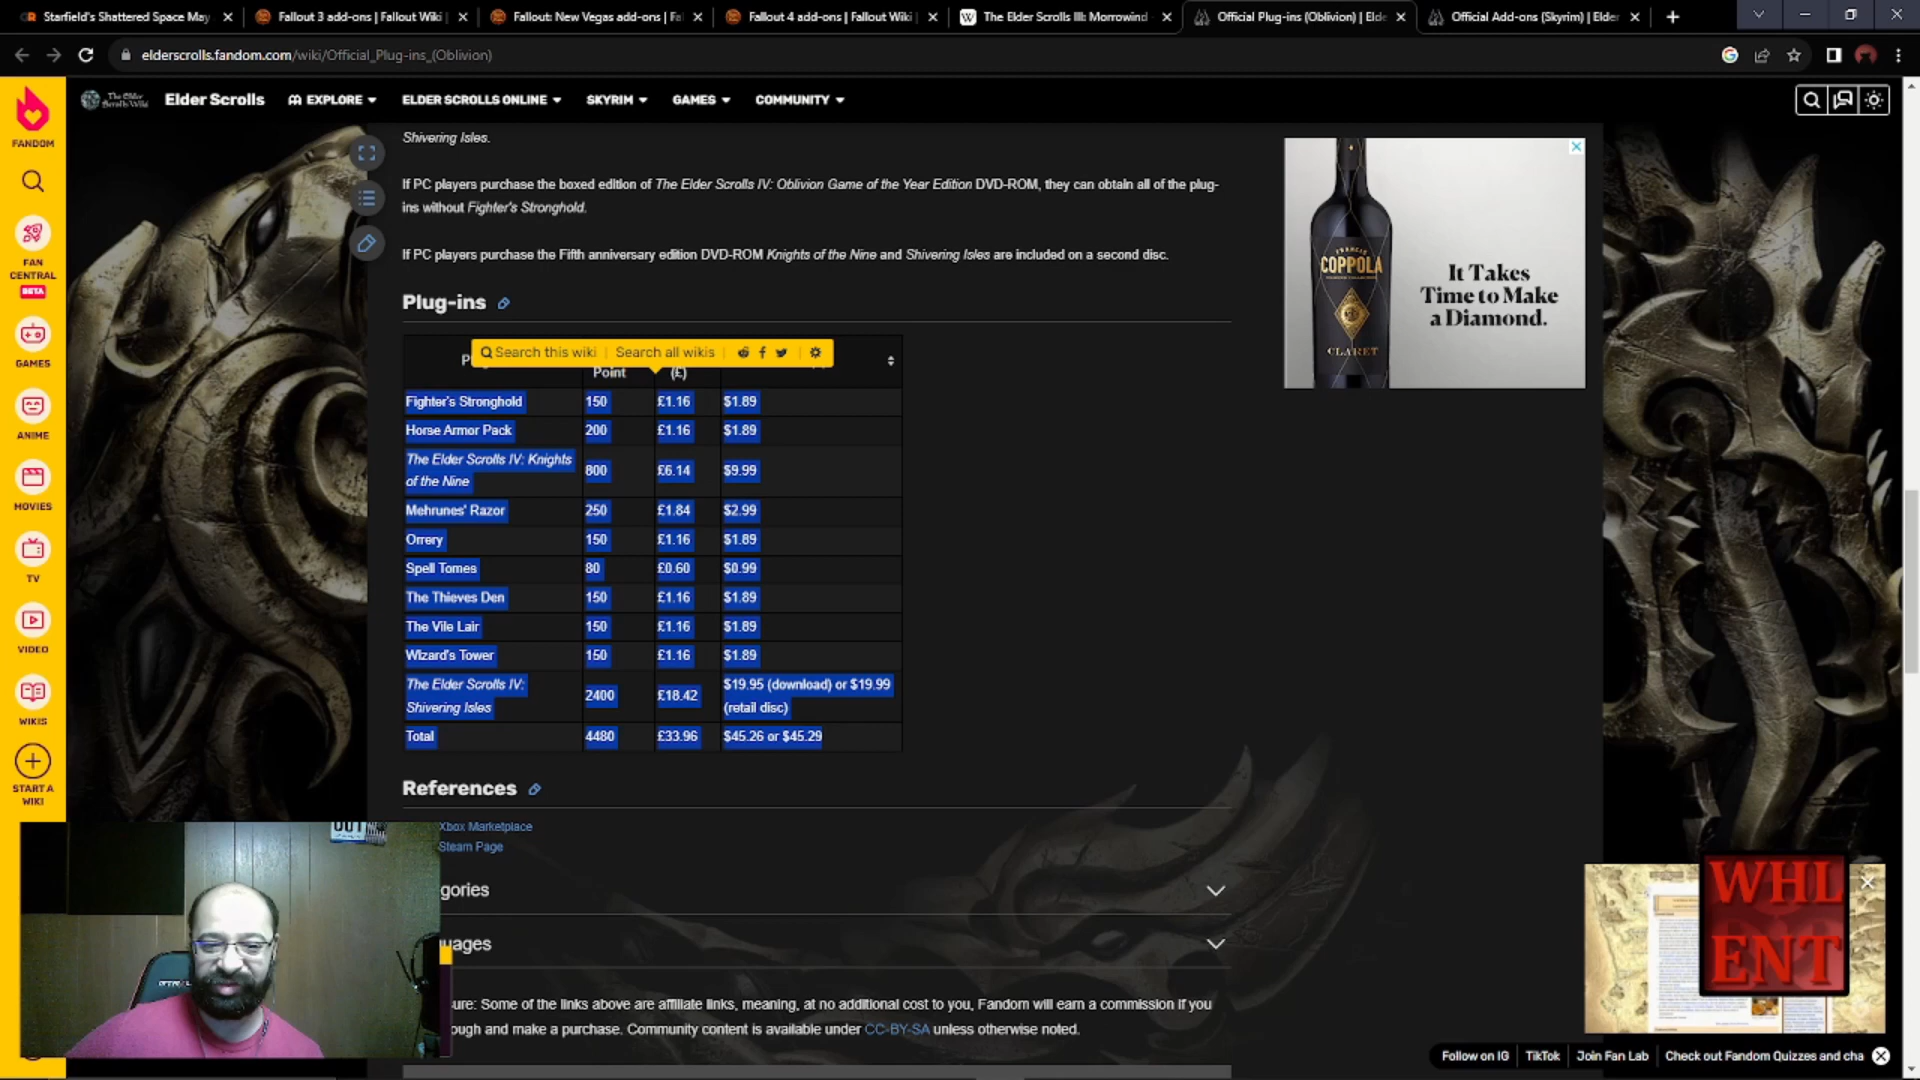 Starfield's Shattered Space May
Fallout 3 add-ons | Fallout Wiki |
Fallout: New Vegas add-ons | Fal
Fallout 4 add-ons | Fallout Wiki |
The Elder Scrolls III: Morrowind
Official Plug-ins (Oblivion) | Elde
Official Add-ons (Skyrim) | Elder
elderscrolls.fandom.com/wiki/Official_Plug-ins_(Oblivion)
The Elder Scrolls Wiki
Elder Scrolls
EXPLORE
ELDER SCROLLS ONLINE
SKYRIM
GAMES
COMMUNITY
FANDOM
FAN CENTRAL
BETA
GAMES
ANIME
MOVIES
TV
VIDEO
WIKIS
START A WIKI
Shivering Isles.
If PC players purchase the boxed edition of The Elder Scrolls IV: Oblivion Game of the Year Edition DVD-ROM, they can obtain all of the plug-
ins without Fighter's Stronghold.
If PC players purchase the Fifth anniversary edition DVD-ROM Knights of the Nine and Shivering Isles are included on a second disc.
Plug-ins
Search this wiki | Search all wikis
Point (£)
Fighter's Stronghold 150 £1.16 $1.89
Horse Armor Pack 200 £1.16 $1.89
The Elder Scrolls IV: Knights
of the Nine 800 £6.14 $9.99
Mehrunes' Razor 250 £1.84 $2.99
Orrery 150 £1.16 $1.89
Spell Tomes 80 £0.60 $0.99
The Thieves Den 150 £1.16 $1.89
The Vile Lair 150 £1.16 $1.89
Wizard's Tower 150 £1.16 $1.89
The Elder Scrolls IV:
Shivering Isles 2400 £18.42 $19.95 (download) or $19.99
(retail disc)
Total 4480 £33.96 $45.26 or $45.29
References
Xbox Marketplace
Steam Page
gories
uages
sure: Some of the links above are affiliate links, meaning, at no additional cost to you, Fandom will earn a commission if you
ough and make a purchase. Community content is available under CC-BY-SA unless otherwise noted.
FRANCIS
COPPOLA
CLARET
It Takes
Time to Make
a Diamond.
WHL
ENT
Follow on IG
TikTok
Join Fan Lab
Check out Fandom Quizzes and cha